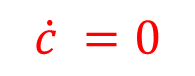 ċ = 0